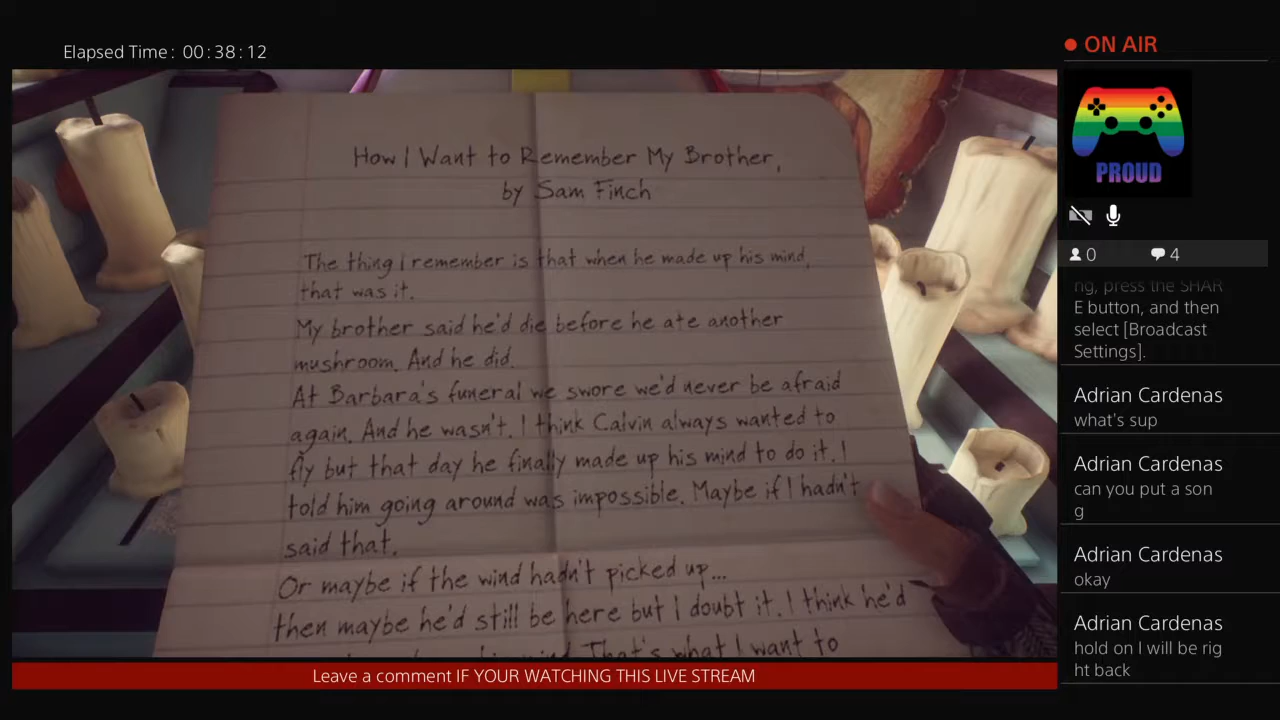 Elapsed Time: 00:38:12
ON AIR
PROUD
0
4
ng, press the SHAR
E button, and then
select [Broadcast
Settings].
Adrian Cardenas
what's sup
Adrian Cardenas
can you put a son
g
Adrian Cardenas
okay
Adrian Cardenas
hold on I will be rig
ht back
How I Want to Remember My Brother,
by Sam Finch
The thing I remember is that when he made up his mind,
that was it.
My brother said he'd die before he ate another
mushroom. And he did.
At Barbara's funeral we swore we'd never be afraid
again. And he wasn't. I think Calvin always wanted to
fly but that day he finally made up his mind to do it. I
told him going around was impossible. Maybe if I hadn't
said that.
Or maybe if the wind hadn't picked up...
then maybe he'd still be here but I doubt it. I think he'd
mind. That's what I want to
Leave a comment IF YOUR WATCHING THIS LIVE STREAM